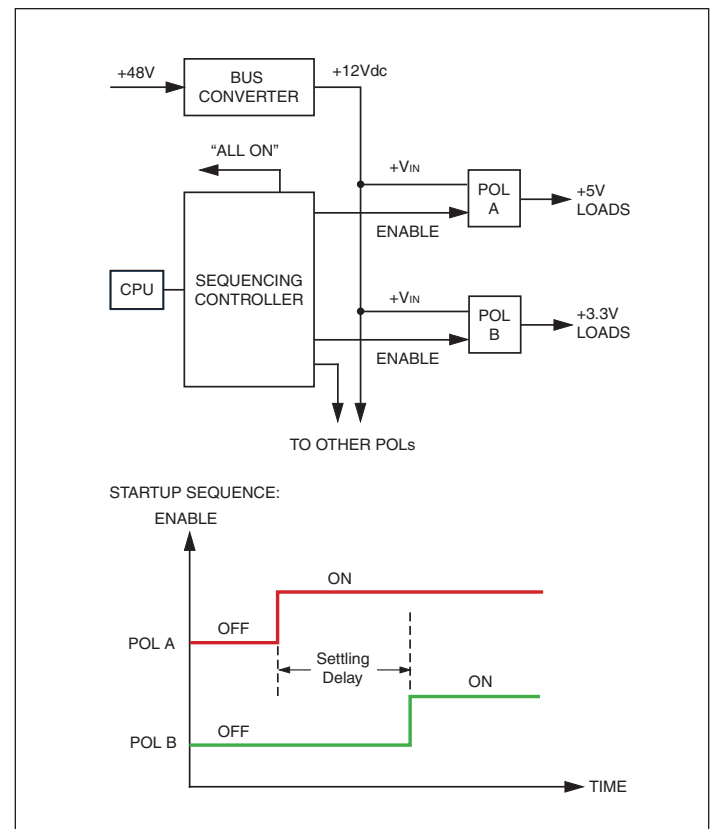 +48V
BUS
CONVERTER
+12Vdc
“ALL ON”
+VIN
POL
A
+5V
LOADS
ENABLE
CPU
SEQUENCING
CONTROLLER
+VIN
POL
B
+3.3V
LOADS
ENABLE
TO OTHER POLs
STARTUP SEQUENCE:
ENABLE
ON
OFF
POL A
Settling
Delay
ON
OFF
POL B
TIME